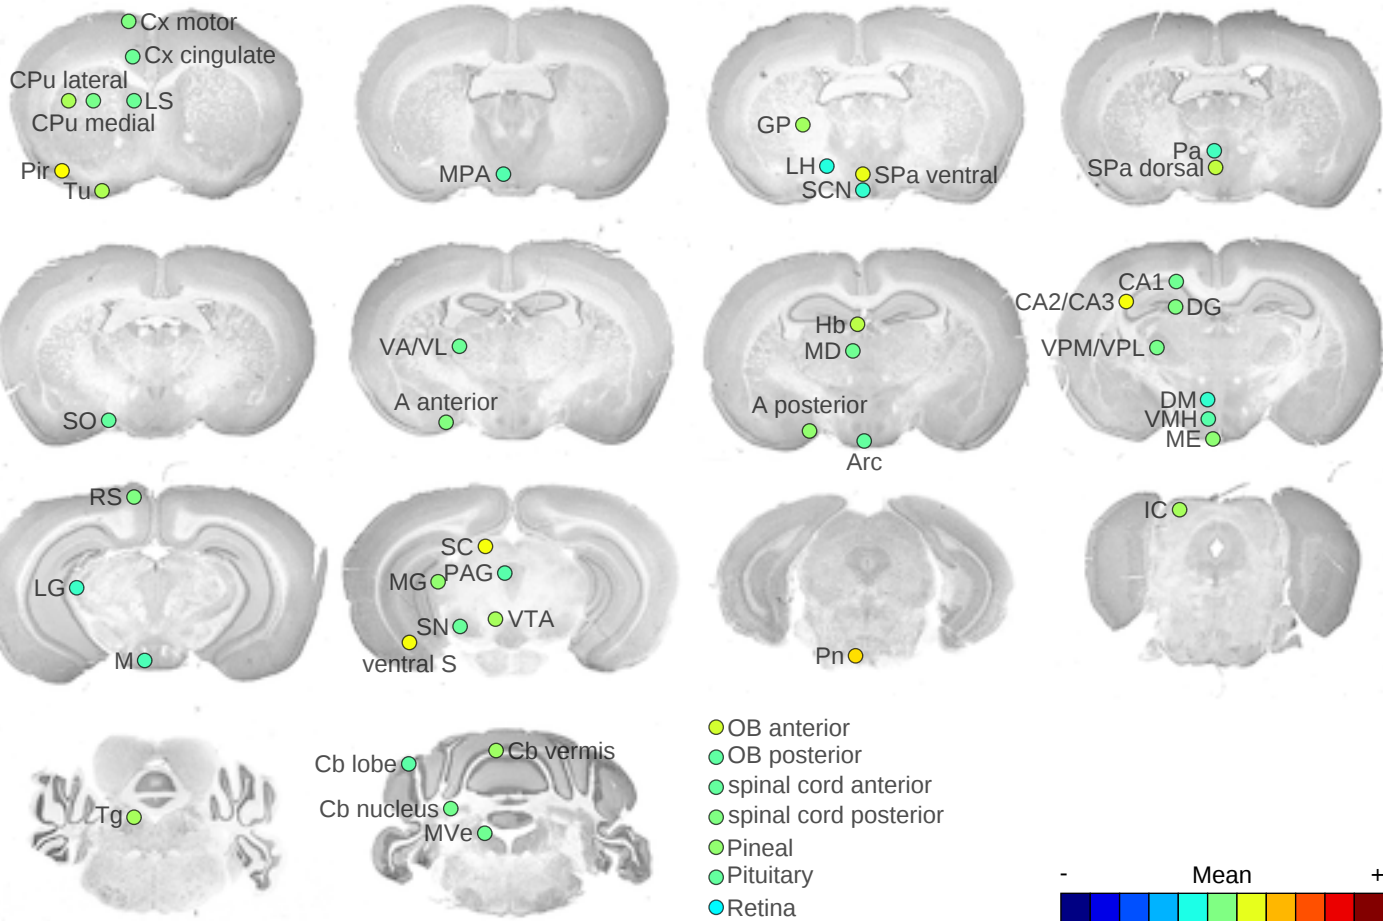 Cx motor
Cx cingulate
CPu lateral
LS
CPu medial
Pir
Tu
MPA
GP
LH
SPa ventral
SCN
Pa
SPa dorsal
SO
VA/VL
A anterior
Hb
MD
A posterior
Arc
CA1
CA2/CA3
DG
VPM/VPL
DM
VMH
ME
RS
LG
M
SC
PAG
MG
VTA
SN
ventral S
Pn
IC
Tg
Cb lobe
Cb vermis
Cb nucleus
MVe
OB anterior
OB posterior
spinal cord anterior
spinal cord posterior
Pineal
Pituitary
Retina
- Mean +